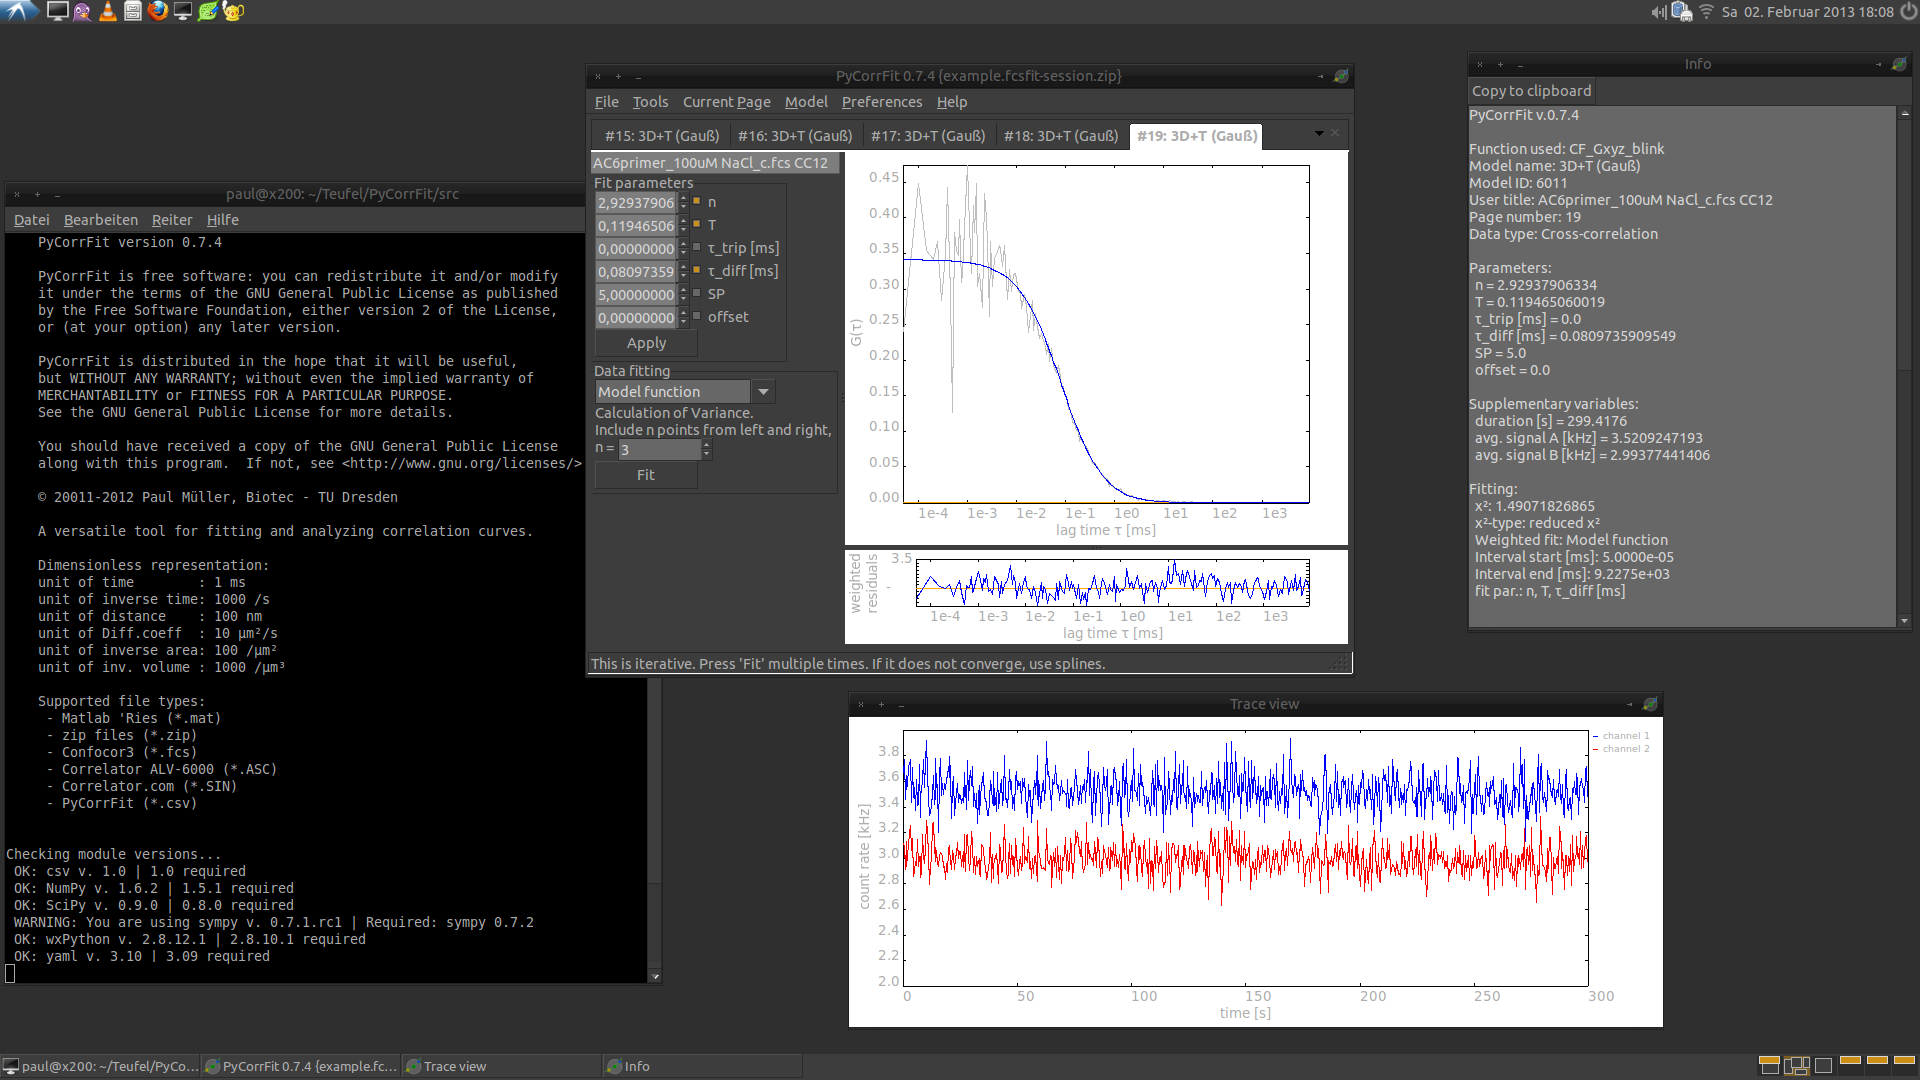 Sa 02. Februar 2013 18:08
paul@x200: ~/Teufel/PyCorrFit/src
Datei Bearbeiten Reiter Hilfe
PyCorrFit version 0.7.4
PyCorrFit is free software: you can redistribute it and/or modify
it under the terms of the GNU General Public License as published
by the Free Software Foundation, either version 2 of the License,
or (at your option) any later version.
PyCorrFit is distributed in the hope that it will be useful,
but WITHOUT ANY WARRANTY; without even the implied warranty of
MERCHANTABILITY or FITNESS FOR A PARTICULAR PURPOSE.
See the GNU General Public License for more details.
You should have received a copy of the GNU General Public License
along with this program.  If not, see <http://www.gnu.org/licenses/>
© 20011-2012 Paul Müller, Biotec - TU Dresden
A versatile tool for fitting and analyzing correlation curves.
Dimensionless representation:
unit of time        : 1 ms
unit of inverse time: 1000 /s
unit of distance    : 100 nm
unit of Diff.coeff  : 10 µm²/s
unit of inverse area: 100 /µm²
unit of inv. volume : 1000 /µm³
Supported file types:
- Matlab 'Ries (*.mat)
- zip files (*.zip)
- Confocor3 (*.fcs)
- Correlator ALV-6000 (*.ASC)
- Correlator.com (*.SIN)
- PyCorrFit (*.csv)
Checking module versions...
OK: csv v. 1.0 | 1.0 required
OK: NumPy v. 1.6.2 | 1.5.1 required
OK: SciPy v. 0.9.0 | 0.8.0 required
WARNING: You are using sympy v. 0.7.1.rc1 | Required: sympy 0.7.2
OK: wxPython v. 2.8.12.1 | 2.8.10.1 required
OK: yaml v. 3.10 | 3.09 required
PyCorrFit 0.7.4 {example.fcsfit-session.zip}
File Tools Current Page Model Preferences Help
#15: 3D+T (Gauß) #16: 3D+T (Gauß) #17: 3D+T (Gauß) #18: 3D+T (Gauß) #19: 3D+T (Gauß)
AC6primer_100uM NaCl_c.fcs CC12
Fit parameters
2,92937906 n
0,11946506 T
0,00000000 τ_trip [ms]
0,08097359 τ_diff [ms]
5,00000000 SP
0,00000000 offset
Apply
Data fitting
Model function
Calculation of Variance.
Include n points from left and right,
n = 3
Fit
G(τ)
0.45
0.40
0.35
0.30
0.25
0.20
0.15
0.10
0.05
0.00
1e-4 1e-3 1e-2 1e-1 1e0 1e1 1e2 1e3
lag time τ [ms]
weighted
residuals
3.5
-
1e-4 1e-3 1e-2 1e-1 1e0 1e1 1e2 1e3
lag time τ [ms]
This is iterative. Press 'Fit' multiple times. If it does not converge, use splines.
Info
Copy to clipboard
PyCorrFit v.0.7.4
Function used: CF_Gxyz_blink
Model name: 3D+T (Gauß)
Model ID: 6011
User title: AC6primer_100uM NaCl_c.fcs CC12
Page number: 19
Data type: Cross-correlation
Parameters:
n = 2.92937906334
T = 0.119465060019
τ_trip [ms] = 0.0
τ_diff [ms] = 0.0809735909549
SP = 5.0
offset = 0.0
Supplementary variables:
duration [s] = 299.4176
avg. signal A [kHz] = 3.5209247193
avg. signal B [kHz] = 2.99377441406
Fitting:
x²: 1.49071826865
x²-type: reduced x²
Weighted fit: Model function
Interval start [ms]: 5.0000e-05
Interval end [ms]: 9.2275e+03
fit par.: n, T, τ_diff [ms]
Trace view
channel 1
channel 2
count rate [kHz]
3.8
3.6
3.4
3.2
3.0
2.8
2.6
2.4
2.2
2.0
0 50 100 150 200 250 300
time [s]
paul@x200: ~/Teufel/PyCo... PyCorrFit 0.7.4 {example.fc... Trace view Info